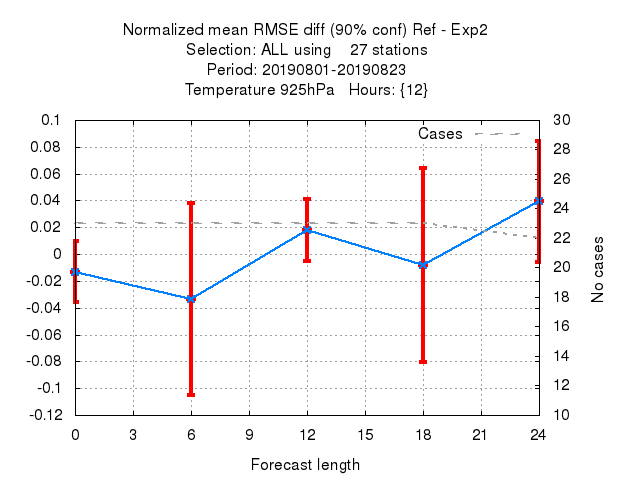 Normalized mean RMSE diff (90% conf) Ref - Exp2
Selection: ALL using 27 stations
Period: 20190801-20190823
Temperature 925hPa Hours: {12}
Cases
0.1
0.08
0.06
0.04
0.02
0
-0.02
-0.04
-0.06
-0.08
-0.1
-0.12
30
28
26
24
22
20
18
16
14
12
10
No cases
0 3 6 9 12 15 18 21 24
Forecast length